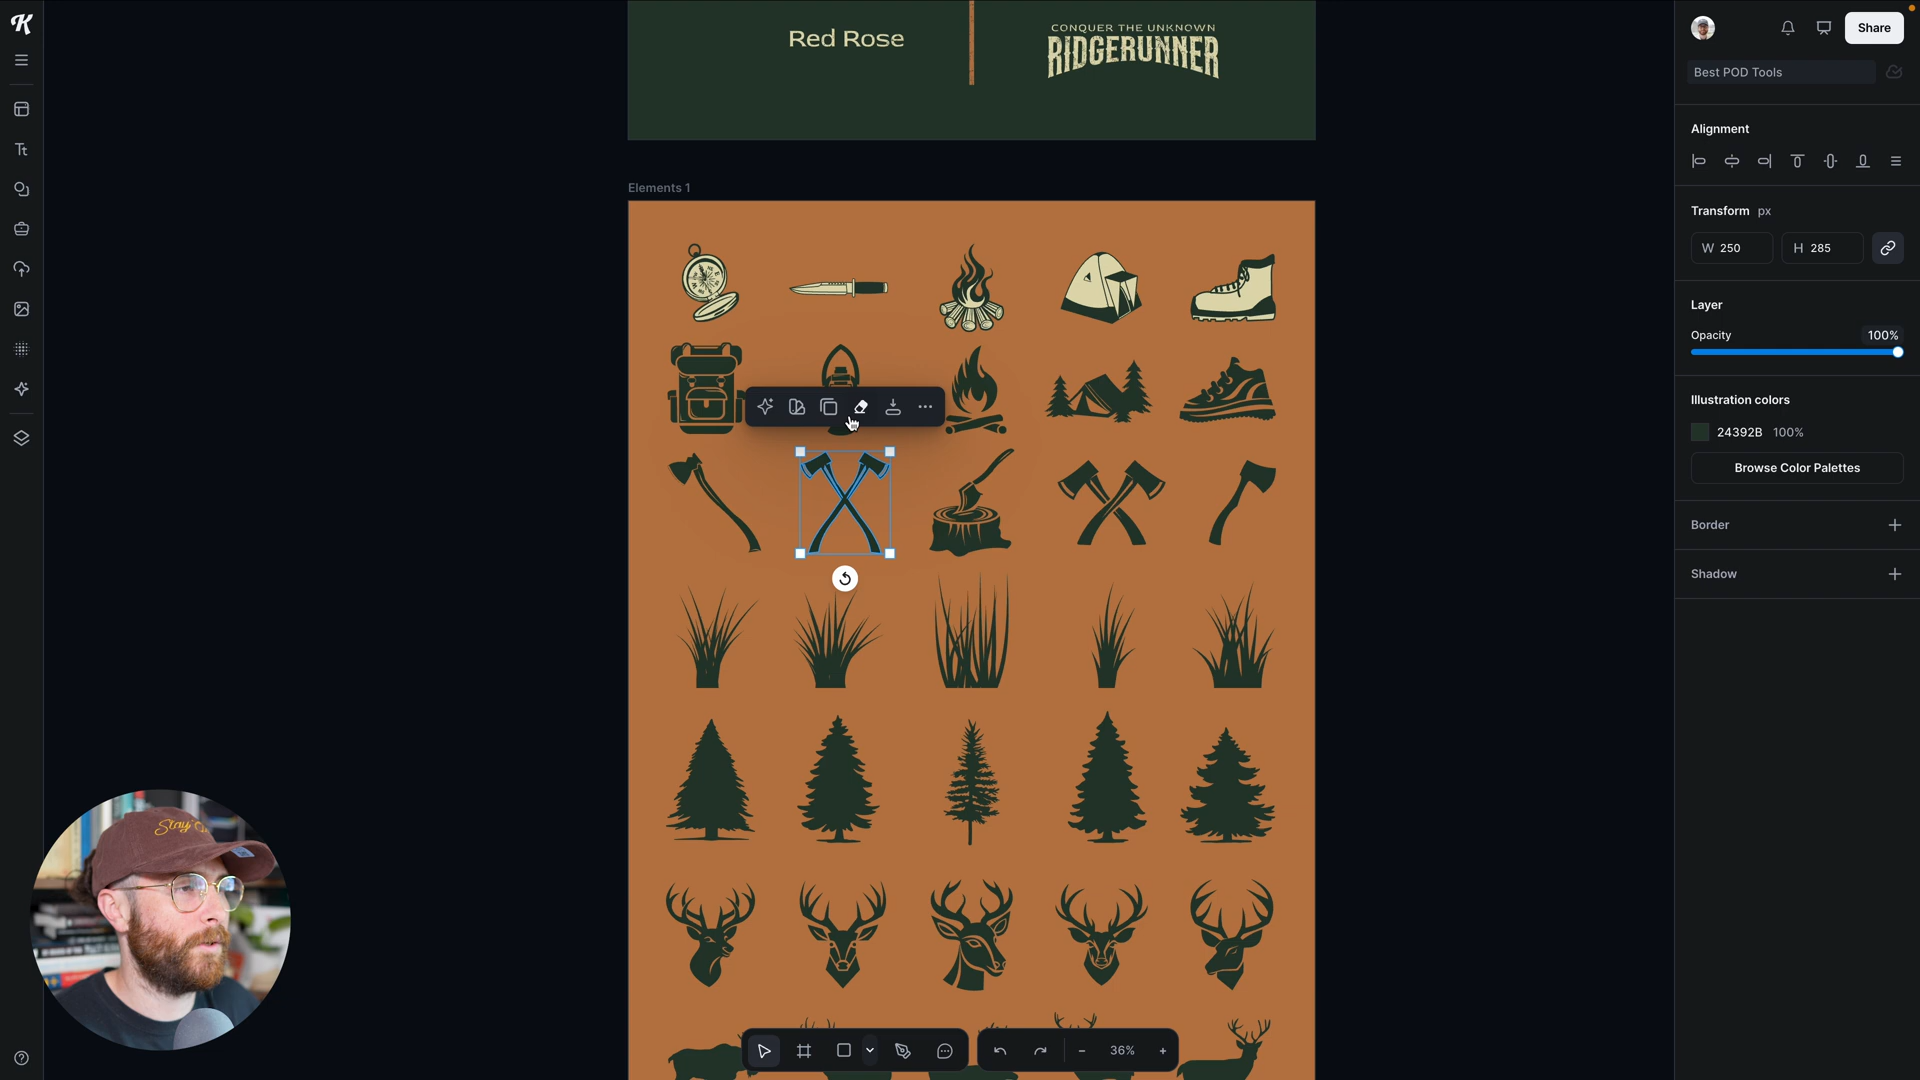 Red Rose
CONQUER THE UNKNOWN
RIDGERUNNER
Share
Best POD Tools
Alignment
Elements 1
Transform px
W 250
H 285
Layer
Opacity
100%
Illustration colors
24392B 100%
Browse Color Palettes
Border
Shadow
Tt
36%